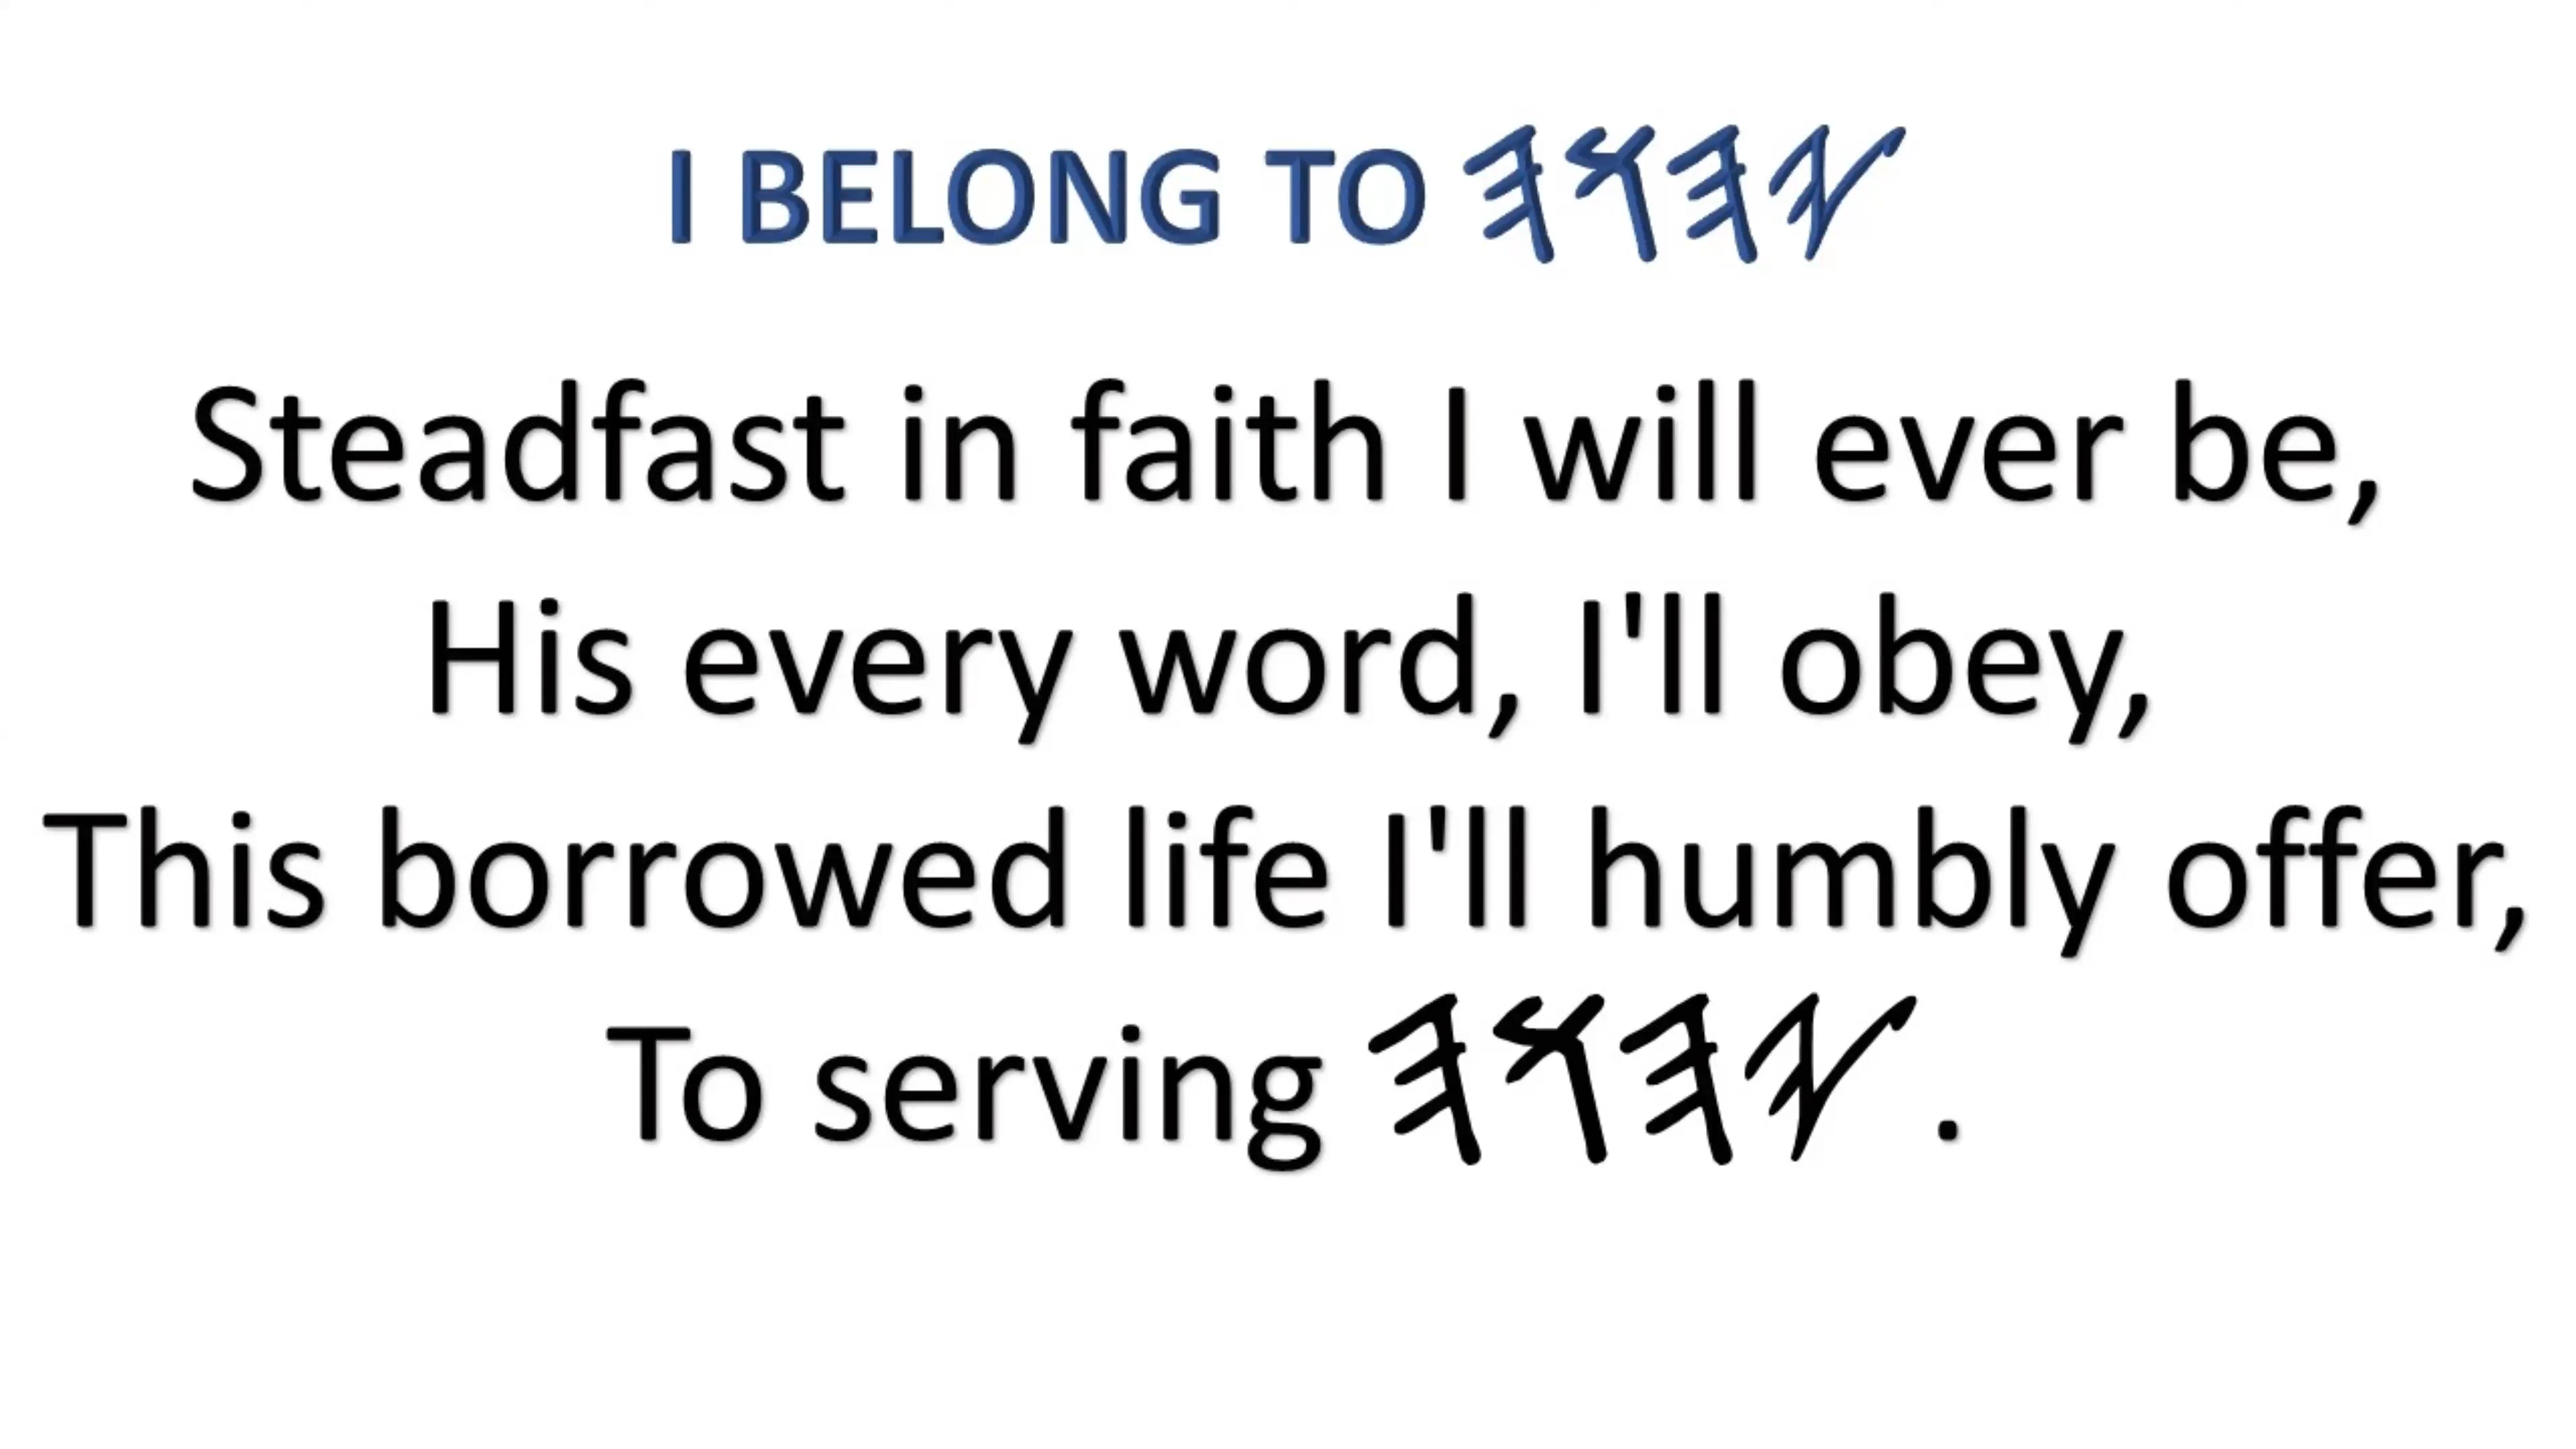 I BELONG TO 𐤉𐤄𐤅𐤄
Steadfast in faith I will ever be,
His every word, I'll obey,
This borrowed life I'll humbly offer,
To serving 𐤉𐤄𐤅𐤄.